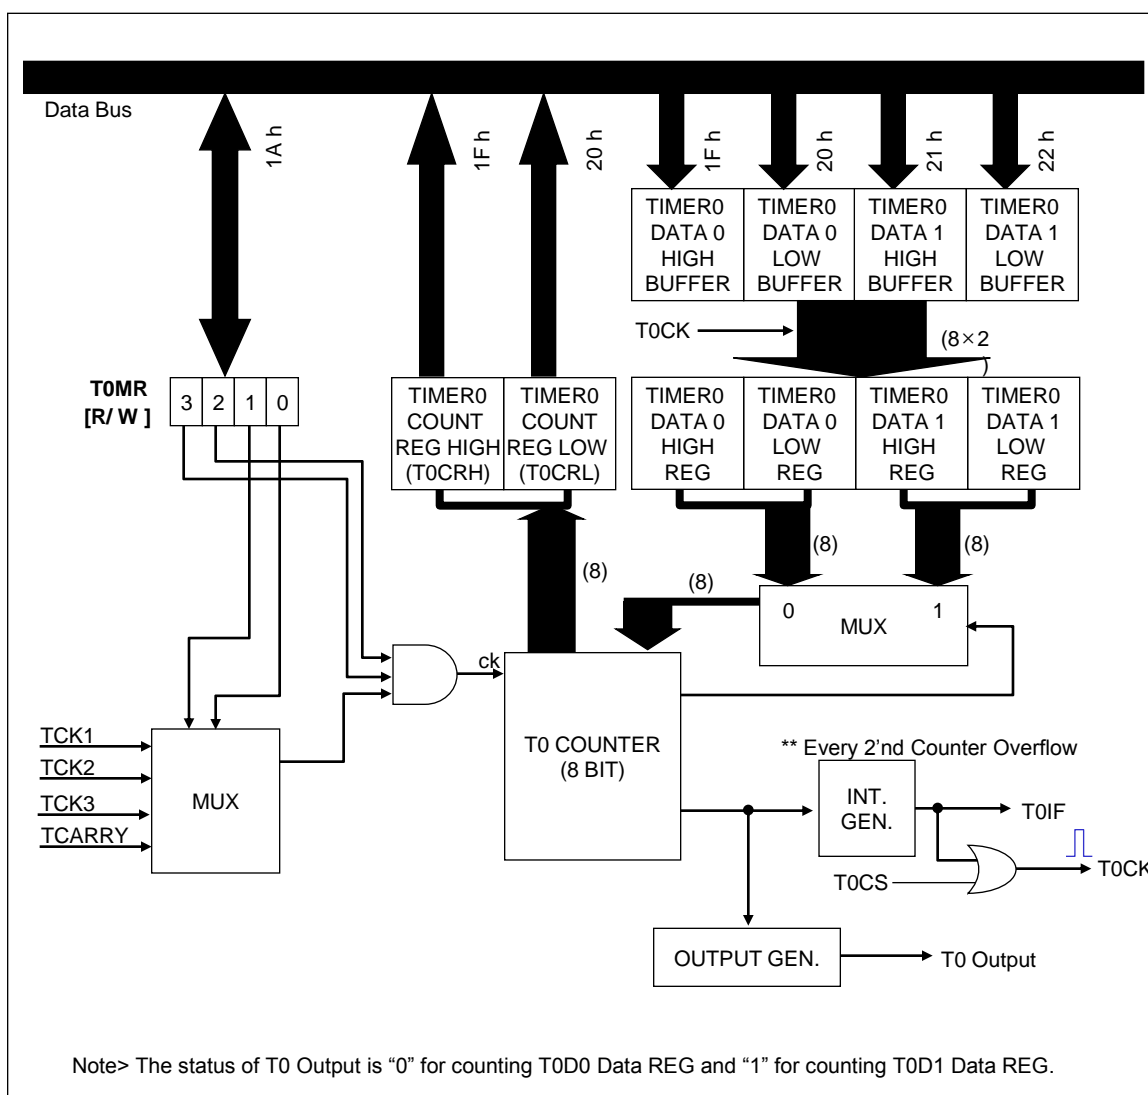 Data Bus
1A h
1F h
20 h
1F h
20 h
21 h
22 h
TIMER0
DATA 0
HIGH
BUFFER
TIMER0
DATA 0
LOW
BUFFER
TIMER0
DATA 1
HIGH
BUFFER
TIMER0
DATA 1
LOW
BUFFER
T0CK
(8×2
)
T0MR
[R/ W ]
3 2 1 0
TIMER0
COUNT
REG HIGH
(T0CRH)
TIMER0
COUNT
REG LOW
(T0CRL)
TIMER0
DATA 0
HIGH
REG
TIMER0
DATA 0
LOW
REG
TIMER0
DATA 1
HIGH
REG
TIMER0
DATA 1
LOW
REG
(8)
(8)
(8)
(8)
0 1
MUX
ck
T0 COUNTER
(8 BIT)
TCK1
TCK2
TCK3
TCARRY
MUX
** Every 2'nd Counter Overflow
INT.
GEN.
T0IF
T0CS
T0CK
OUTPUT GEN.
T0 Output
Note> The status of T0 Output is “0” for counting T0D0 Data REG and “1” for counting T0D1 Data REG.